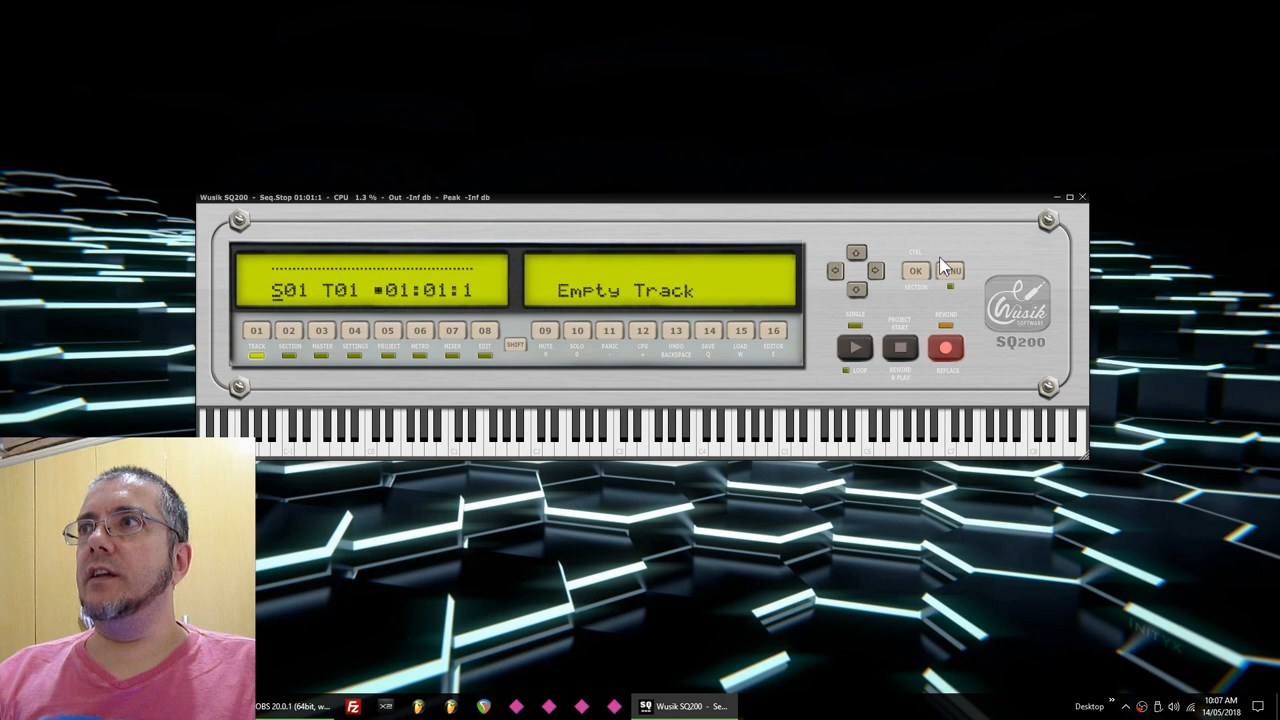 Wusik SQ200 - Seq.Stop 01:01:1 - CPU 1.3 % - Out -Inf db - Peak -Inf db
S01 T01 01:01:1
Empty Track
CTRL
OK
SECTION
Wusik
SOFTWARE
SQ200
SINGLE
PROJECT START
REWIND
LOOP
REWIND & PLAY
REPLACE
01 02 03 04 05 06 07 08
TRACK SECTION MASTER SETTINGS PROJECT METRO MIXER EDIT
SHIFT
09 10 11 12 13 14 15 16
MUTE SOLO PANIC CPU UNDO SAVE LOAD EDITOR
- + BACKSPACE Q W E
INITYX
OBS 20.0.1 (64bit, w...
Wusik SQ200 - Se...
Desktop
10:07 AM
14/05/2018